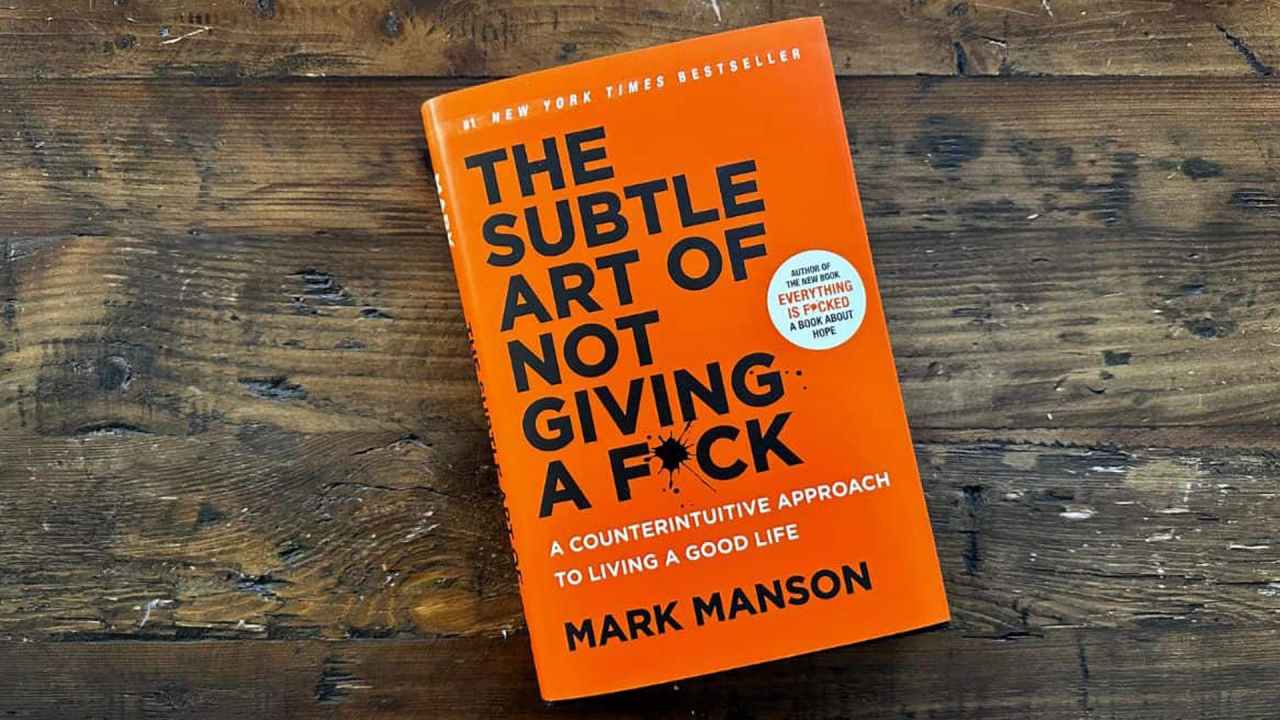 #1 NEW YORK TIMES BESTSELLER
THE
SUBTLE
ART OF
NOT
GIVING
A F*CK
AUTHOR OF
THE NEW BOOK
EVERYTHING
IS F*CKED
A BOOK ABOUT
HOPE
A COUNTERINTUITIVE APPROACH
TO LIVING A GOOD LIFE
MARK MANSON